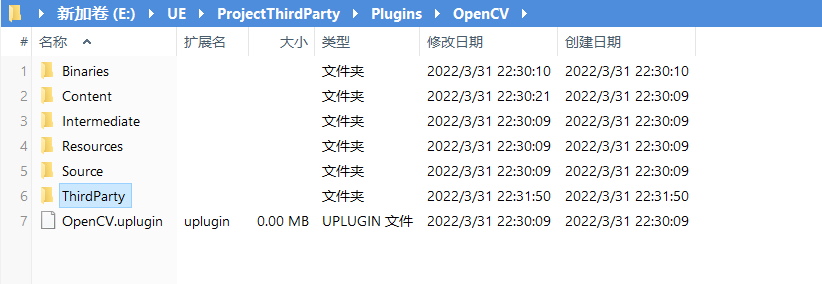 新加卷 (E:) UE ProjectThirdParty Plugins OpenCV
# 名称 扩展名 大小 类型 修改日期 创建日期
1 Binaries 文件夹 2022/3/31 22:30:10 2022/3/31 22:30:10
2 Content 文件夹 2022/3/31 22:30:21 2022/3/31 22:30:09
3 Intermediate 文件夹 2022/3/31 22:30:09 2022/3/31 22:30:09
4 Resources 文件夹 2022/3/31 22:30:09 2022/3/31 22:30:09
5 Source 文件夹 2022/3/31 22:30:09 2022/3/31 22:30:09
6 ThirdParty 文件夹 2022/3/31 22:31:50 2022/3/31 22:31:50
7 OpenCV.uplugin uplugin 0.00 MB UPLUGIN 文件 2022/3/31 22:30:09 2022/3/31 22:30:09